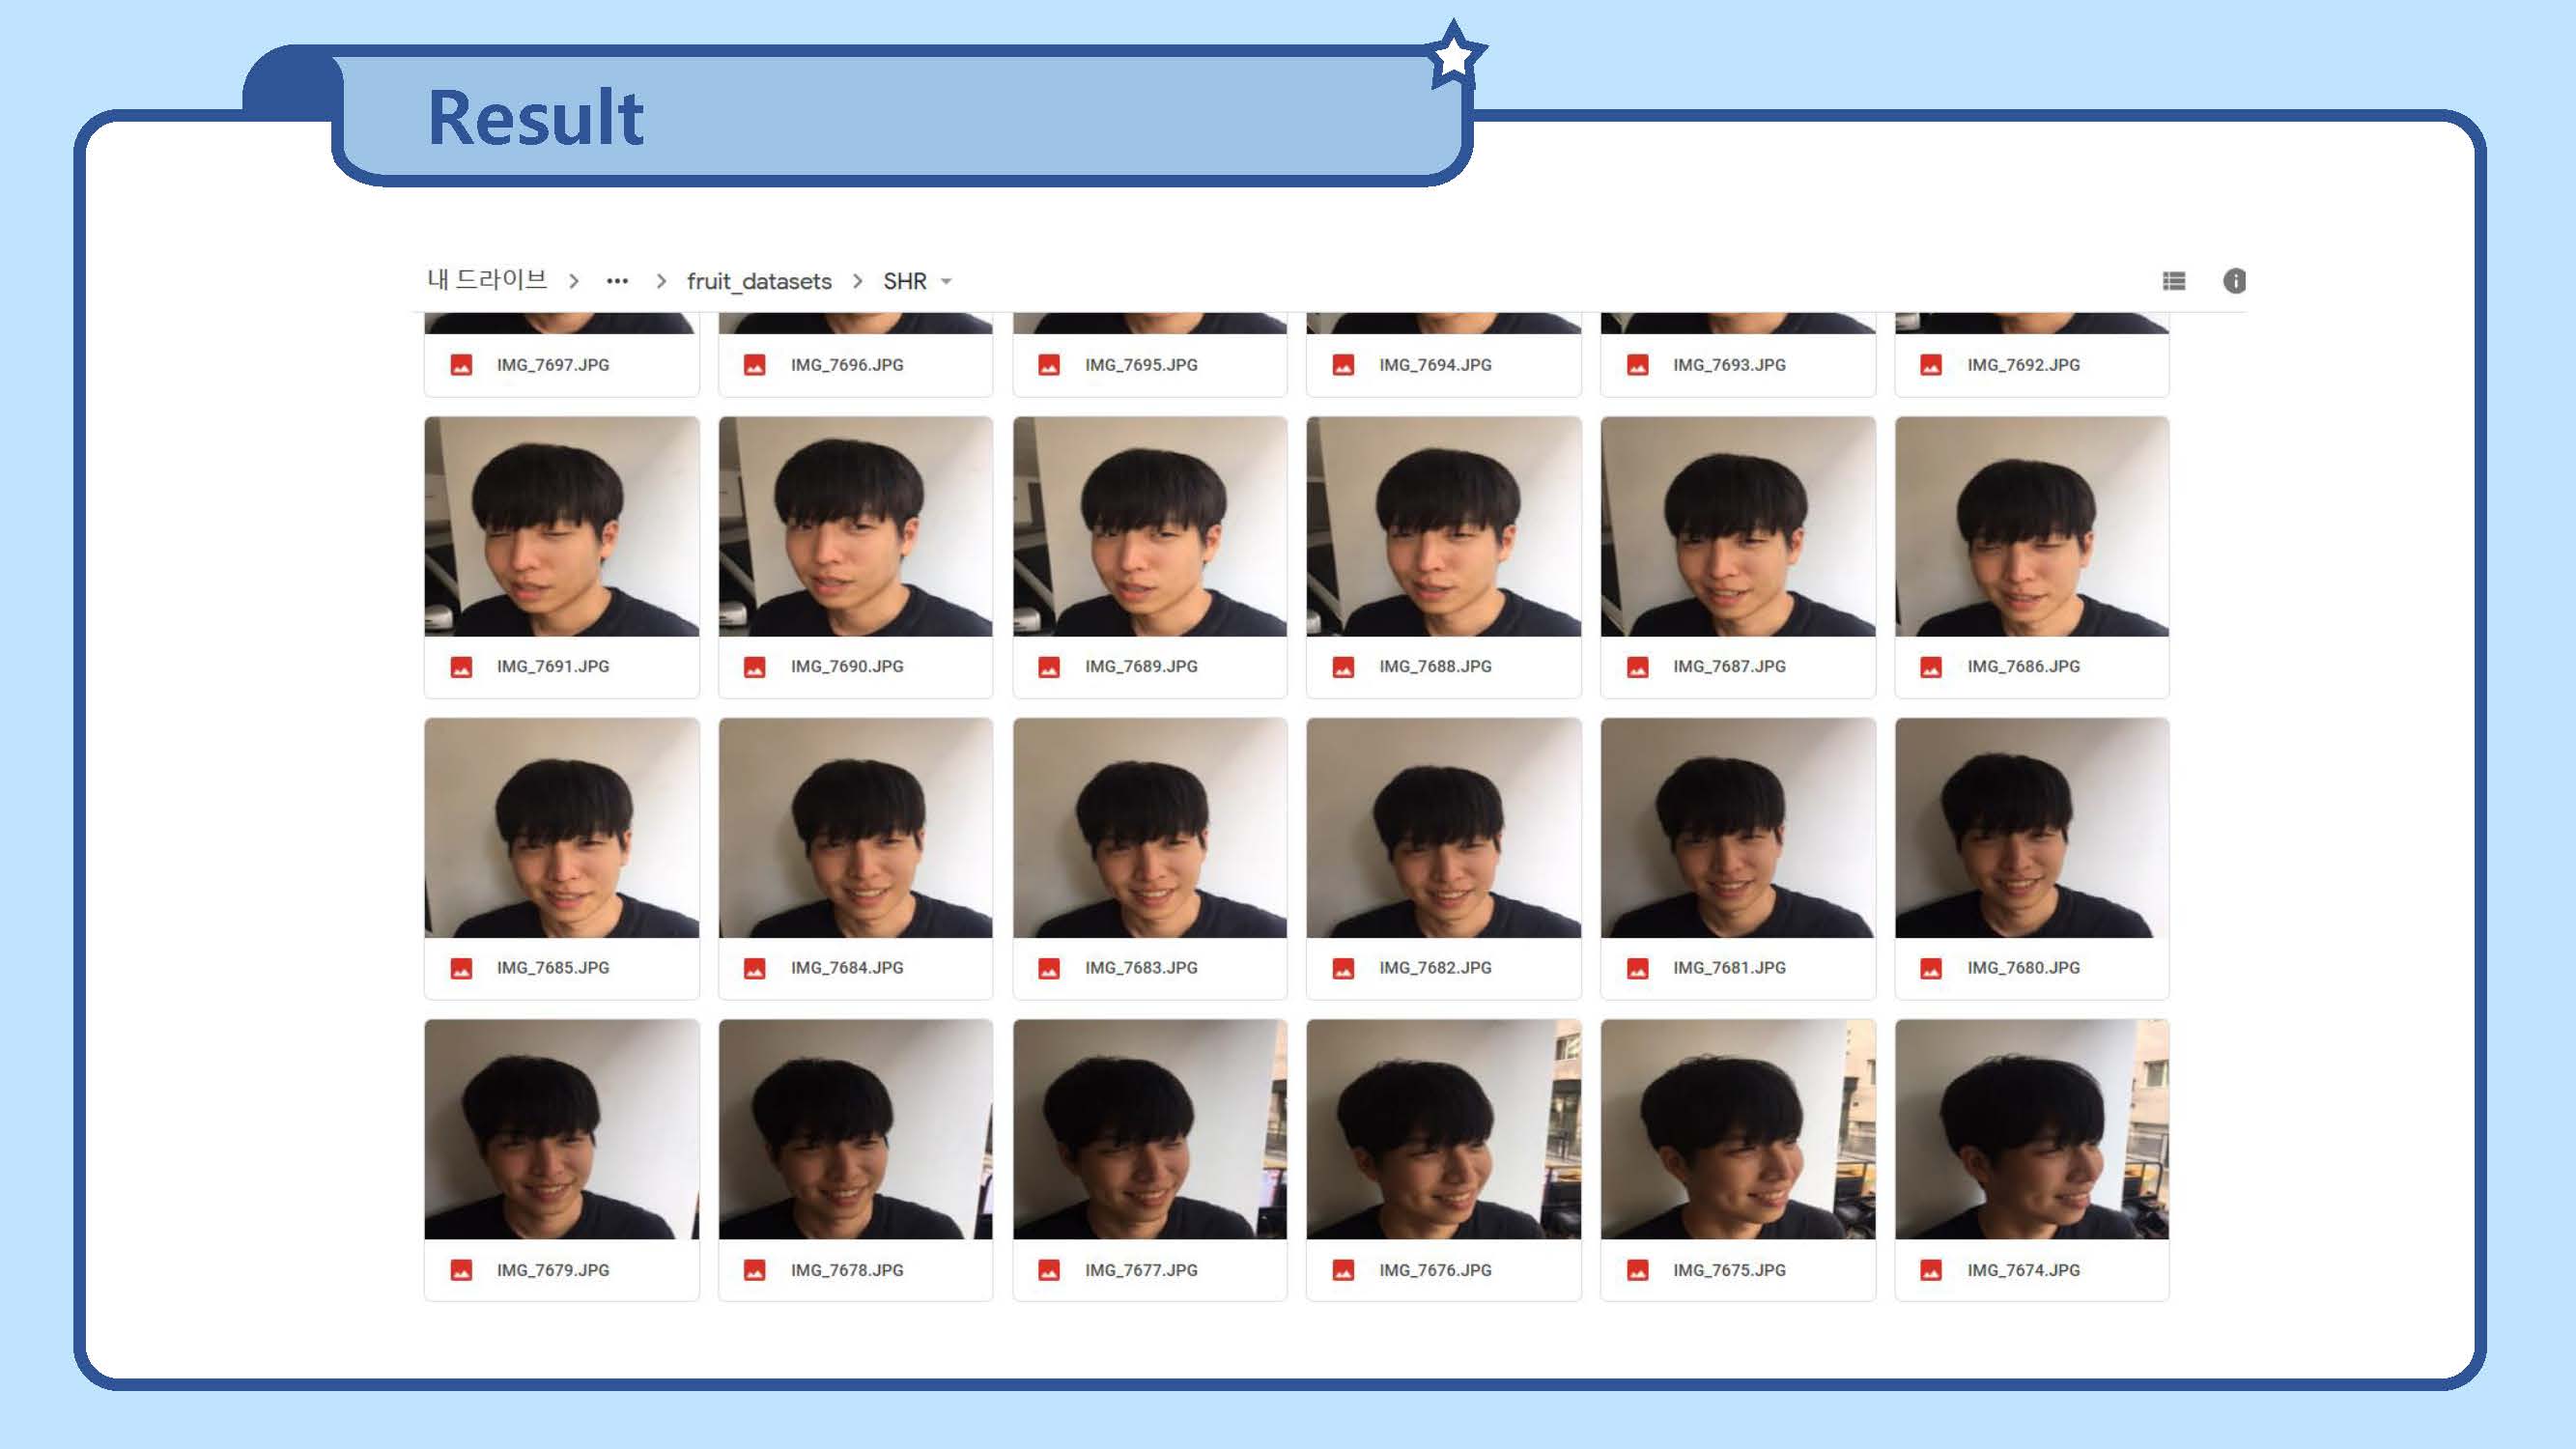 Result
내 드라이브 > ... > fruit_datasets > SHR
IMG_7697.JPG IMG_7696.JPG IMG_7695.JPG IMG_7694.JPG IMG_7693.JPG IMG_7692.JPG
IMG_7691.JPG IMG_7690.JPG IMG_7689.JPG IMG_7688.JPG IMG_7687.JPG IMG_7686.JPG
IMG_7685.JPG IMG_7684.JPG IMG_7683.JPG IMG_7682.JPG IMG_7681.JPG IMG_7680.JPG
IMG_7679.JPG IMG_7678.JPG IMG_7677.JPG IMG_7676.JPG IMG_7675.JPG IMG_7674.JPG